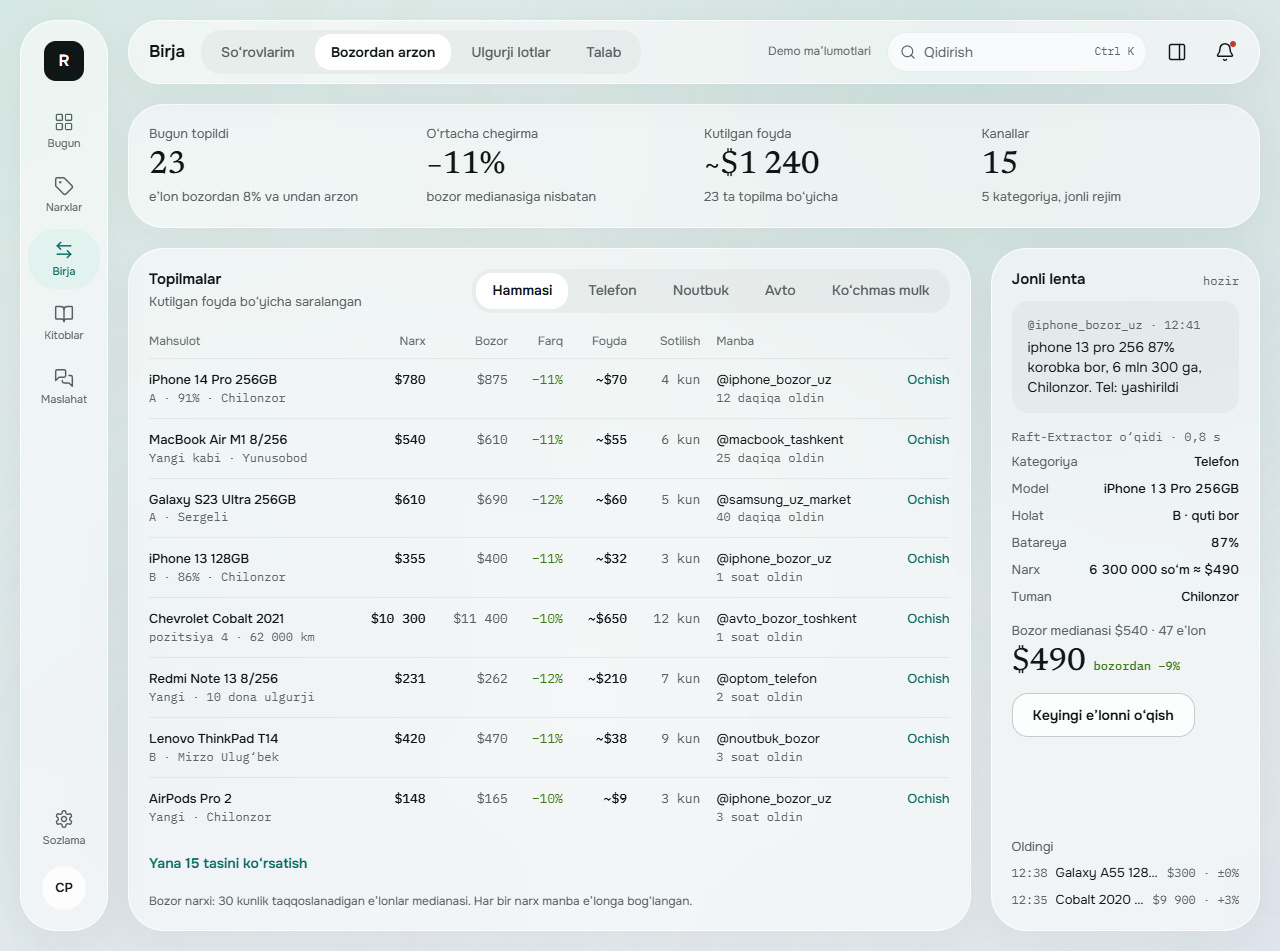 R
Bugun
Narxlar
Birja
Kitoblar
Maslahat
Sozlama
CP
Birja
So‘rovlarim
Bozordan arzon
Ulgurji lotlar
Talab
Demo ma’lumotlari
Qidirish
Ctrl K
Bugun topildi
23
e’lon bozordan 8% va undan arzon
O‘rtacha chegirma
−11%
bozor medianasiga nisbatan
Kutilgan foyda
~$1 240
23 ta topilma bo‘yicha
Kanallar
15
5 kategoriya, jonli rejim
Topilmalar
Kutilgan foyda bo‘yicha saralangan
Hammasi
Telefon
Noutbuk
Avto
Ko‘chmas mulk
Mahsulot Narx Bozor Farq Foyda Sotilish Manba
iPhone 14 Pro 256GB $780 $875 −11% ~$70 4 kun @iphone_bozor_uz Ochish
A · 91% · Chilonzor 12 daqiqa oldin
MacBook Air M1 8/256 $540 $610 −11% ~$55 6 kun @macbook_tashkent Ochish
Yangi kabi · Yunusobod 25 daqiqa oldin
Galaxy S23 Ultra 256GB $610 $690 −12% ~$60 5 kun @samsung_uz_market Ochish
A · Sergeli 40 daqiqa oldin
iPhone 13 128GB $355 $400 −11% ~$32 3 kun @iphone_bozor_uz Ochish
B · 86% · Chilonzor 1 soat oldin
Chevrolet Cobalt 2021 $10 300 $11 400 −10% ~$650 12 kun @avto_bozor_toshkent Ochish
pozitsiya 4 · 62 000 km 1 soat oldin
Redmi Note 13 8/256 $231 $262 −12% ~$210 7 kun @optom_telefon Ochish
Yangi · 10 dona ulgurji 2 soat oldin
Lenovo ThinkPad T14 $420 $470 −11% ~$38 9 kun @noutbuk_bozor Ochish
B · Mirzo Ulug‘bek 3 soat oldin
AirPods Pro 2 $148 $165 −10% ~$9 3 kun @iphone_bozor_uz Ochish
Yangi · Chilonzor 3 soat oldin
Yana 15 tasini ko‘rsatish
Bozor narxi: 30 kunlik taqqoslanadigan e’lonlar medianasi. Har bir narx manba e’longa bog‘langan.
Jonli lenta
hozir
@iphone_bozor_uz · 12:41
iphone 13 pro 256 87%
korobka bor, 6 mln 300 ga,
Chilonzor. Tel: yashirildi
Raft-Extractor o‘qidi · 0,8 s
Kategoriya Telefon
Model iPhone 13 Pro 256GB
Holat B · quti bor
Batareya 87%
Narx 6 300 000 so‘m ≈ $490
Tuman Chilonzor
Bozor medianasi $540 · 47 e’lon
$490 bozordan −9%
Keyingi e’lonni o‘qish
Oldingi
12:38 Galaxy A55 128… $300 · ±0%
12:35 Cobalt 2020 … $9 900 · +3%